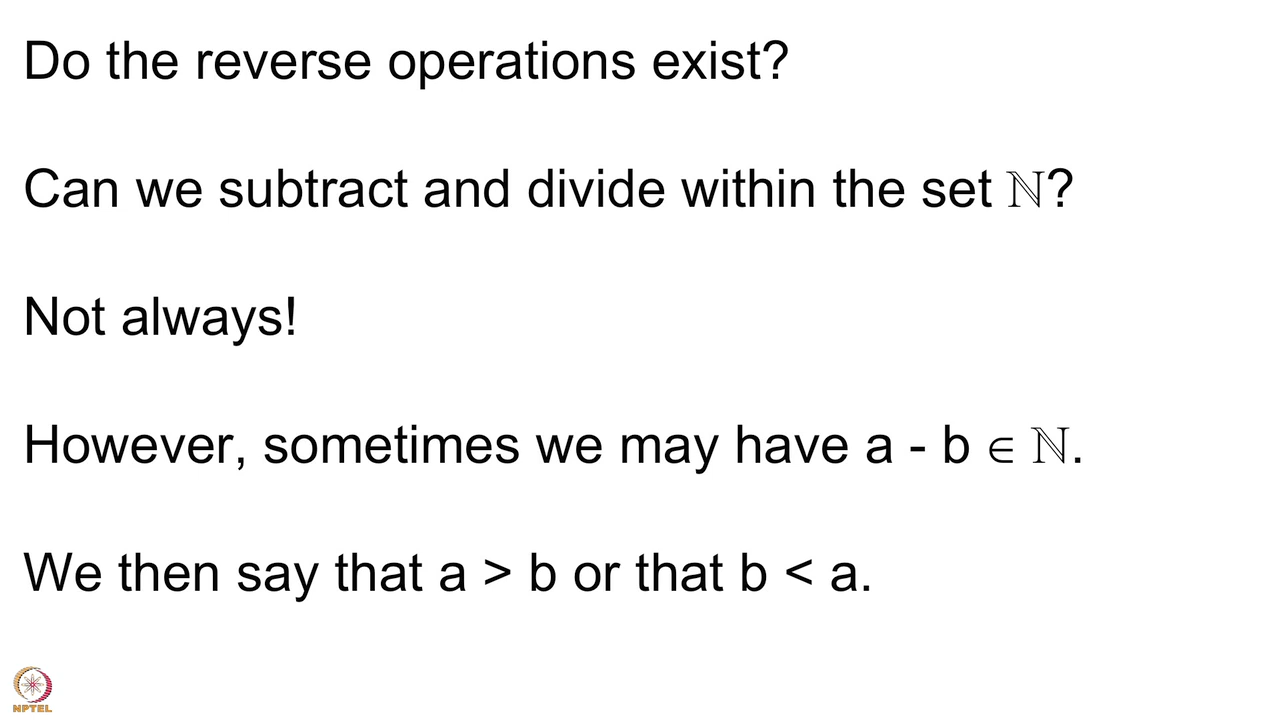 Do the reverse operations exist?
Can we subtract and divide within the set ℕ?
Not always!
However, sometimes we may have a - b ∈ ℕ.
We then say that a > b or that b < a.
NPTEL